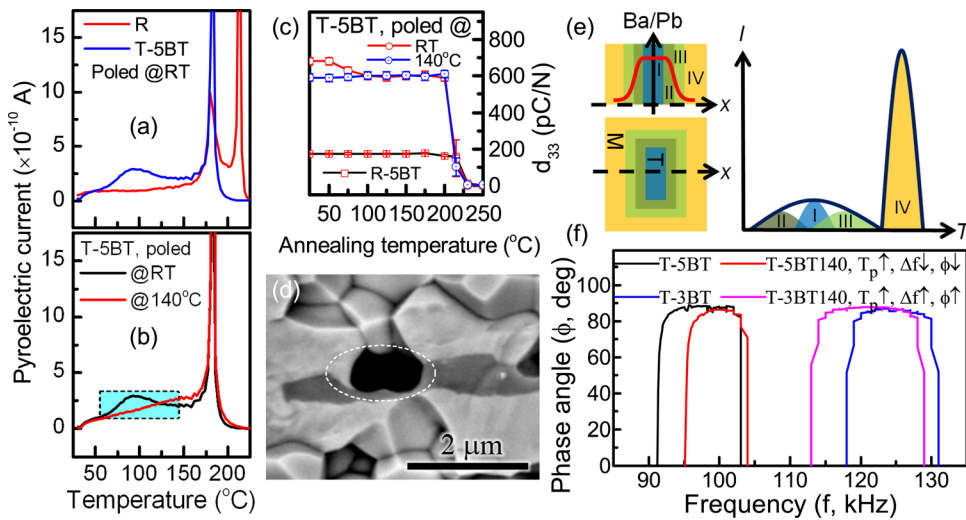 R
T-5BT
Poled @RT
(a)
15
10
5
0
T-5BT, poled
@RT
@140°C
(b)
15
10
5
0
50 100 150 200
Pyroelectric current (×10⁻¹⁰ A)
Temperature (°C)
(c)
T-5BT, poled @
RT
140°C
R-5BT
800
600
400
200
0
d₃₃ (pC/N)
50 100 150 200 250
Annealing temperature (°C)
(d)
2 μm
(e)
Ba/Pb
I
II
III
IV
x
M
T
x
I
II
I
III
IV
T
(f)
T-5BT
T-5BT140, Tₚ↑, Δf↓, ϕ↓
T-3BT
T-3BT140, Tₚ↑, Δf↑, ϕ↑
100
80
60
40
20
0
Phase angle (ϕ, deg)
90 100 110 120 130
Frequency (f, kHz)